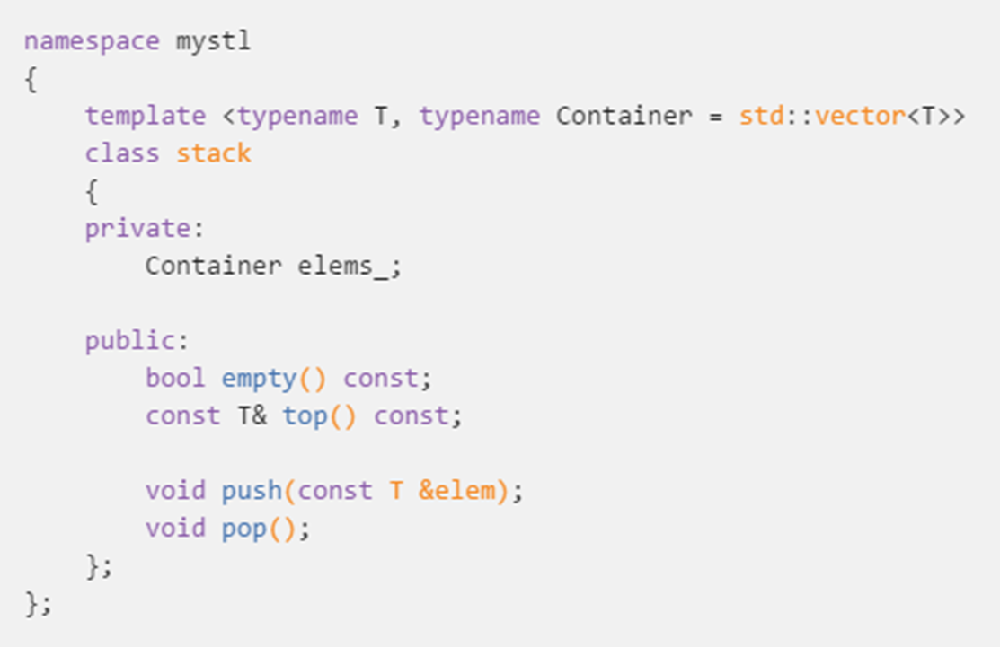 namespace mystl
{
    template <typename T, typename Container = std::vector<T>>
    class stack
    {
    private:
        Container elems_;

    public:
        bool empty() const;
        const T& top() const;

        void push(const T &elem);
        void pop();
    };
};